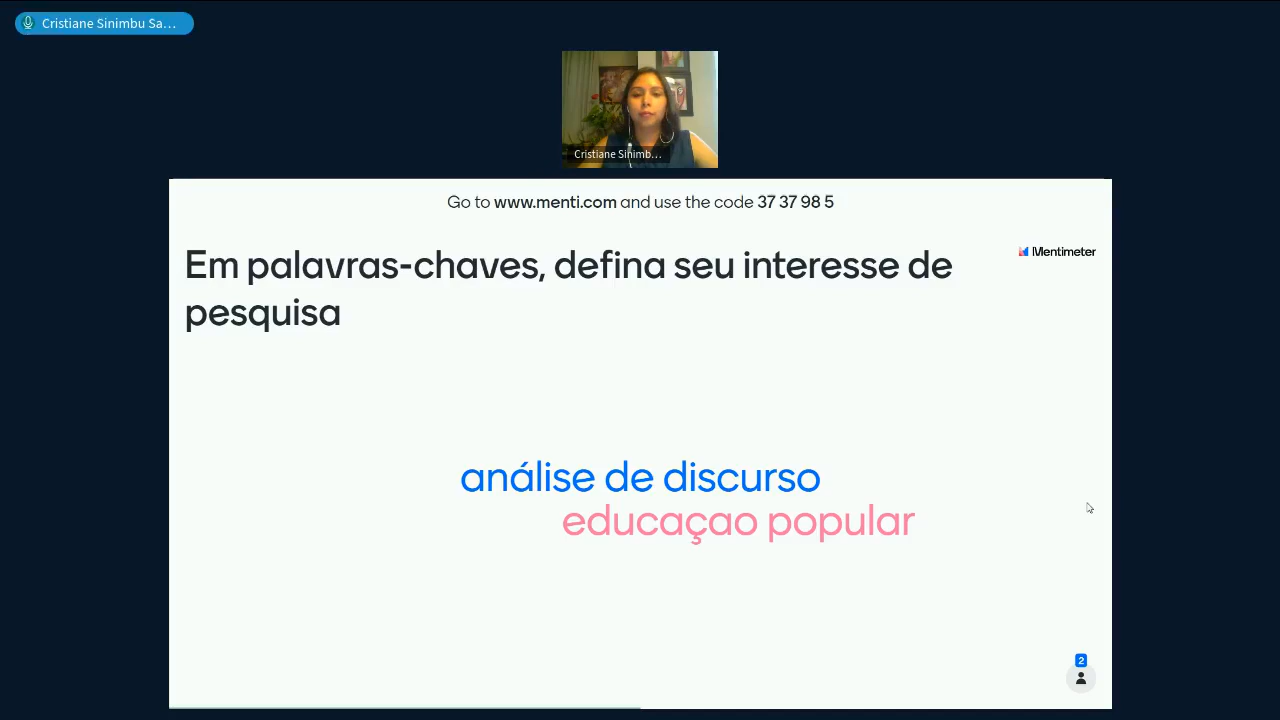 Cristiane Sinimbu Sa...
Cristiane Sinimb...
Go to www.menti.com and use the code 37 37 98 5
Em palavras-chaves, defina seu interesse de
pesquisa
Mentimeter
análise de discurso
educaçao popular
2